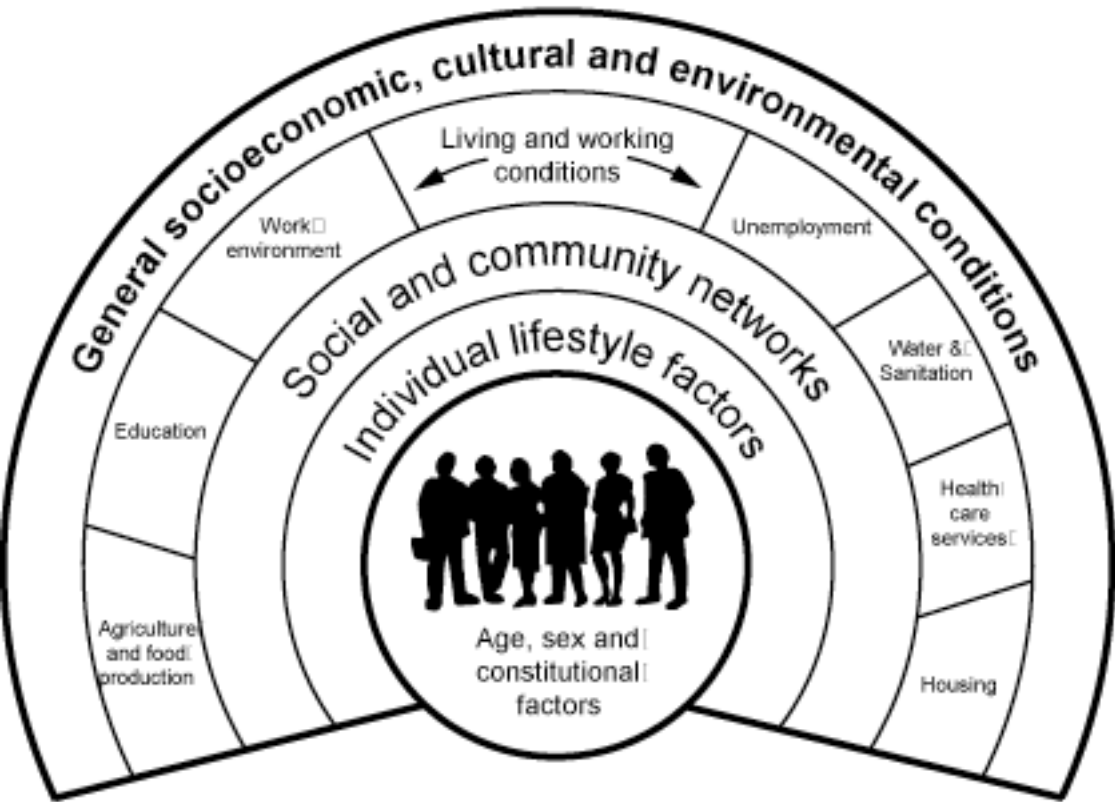 General socioeconomic, cultural and environmental conditions
Living and working
conditions
Work
environment
Unemployment
Education
Water &
Sanitation
Agriculture
and food
production
Health
care
services
Housing
Social and community networks
Individual lifestyle factors
Age, sex and
constitutional
factors